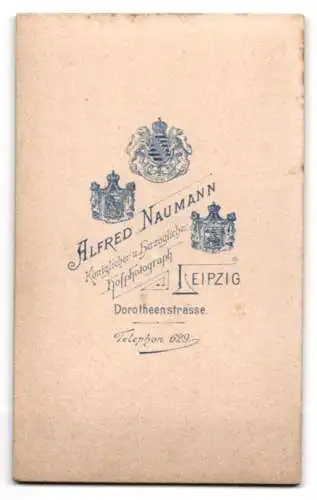 Alfred Naumann
Königlicher u. Herzoglicher
Hofphotograph
Leipzig
Dorotheenstrasse.
Telephon 629.